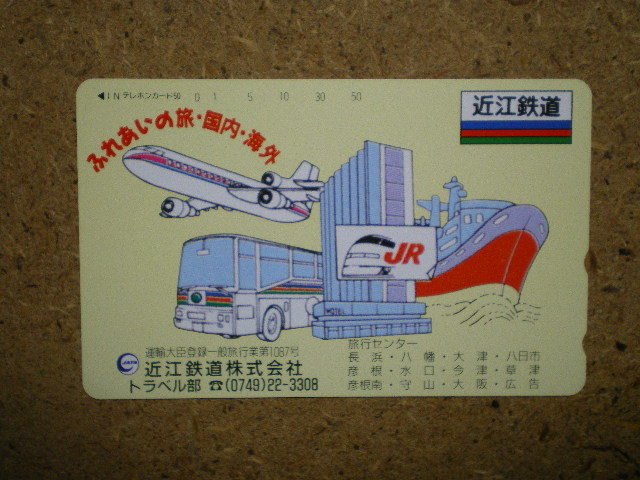 ◀IN テレホンカード50 0 1 5 10 30 50
近江鉄道
ふれあいの旅・国内・海外
JR
運輸大臣登録一般旅行業第1087号
近江鉄道株式会社
トラベル部 ☎(0749)22-3308
旅行センター
長浜・八幡・大津・八日市
彦根・水口・今津・草津
彦根南・守山・大阪・広告